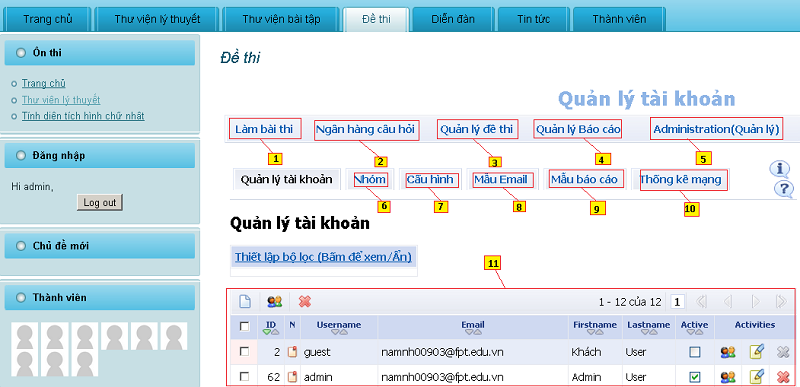 Trang chủ Thư viện lý thuyết Thư viện bài tập Đề thi Diễn đàn Tin tức Thành viên
Ôn thi
Trang chủ
Thư viện lý thuyết
Tính diện tích hình chữ nhật
Đăng nhập
Hi admin,
Log out
Chủ đề mới
Thành viên
Đề thi
Quản lý tài khoản
Làm bài thi Ngân hàng câu hỏi Quản lý đề thi Quản lý Báo cáo Administration(Quản lý)
1 2 3 4 5
Quản lý tài khoản Nhóm Cấu hình Mẫu Email Mẫu báo cáo Thống kê mạng
6 7 8 9 10
Quản lý tài khoản
Thiết lập bộ lọc (Bấm để xem/Ẩn)
11
1 - 12 của 12 1
ID N Username Email Firstname Lastname Active Activities
2 guest namnh00903@fpt.edu.vn Khách User
62 admin namnh00903@fpt.edu.vn Admin User